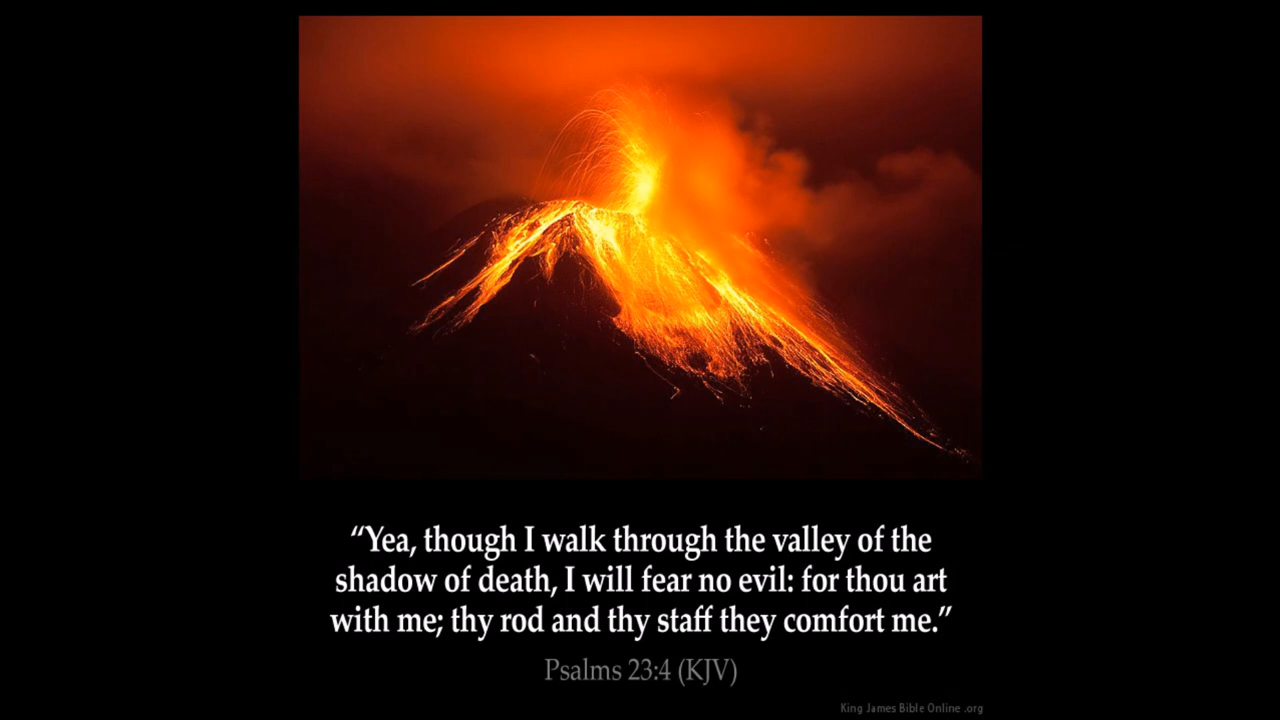 “Yea, though I walk through the valley of the
shadow of death, I will fear no evil: for thou art
with me; thy rod and thy staff they comfort me.”
Psalms 23:4 (KJV)
King James Bible Online .org